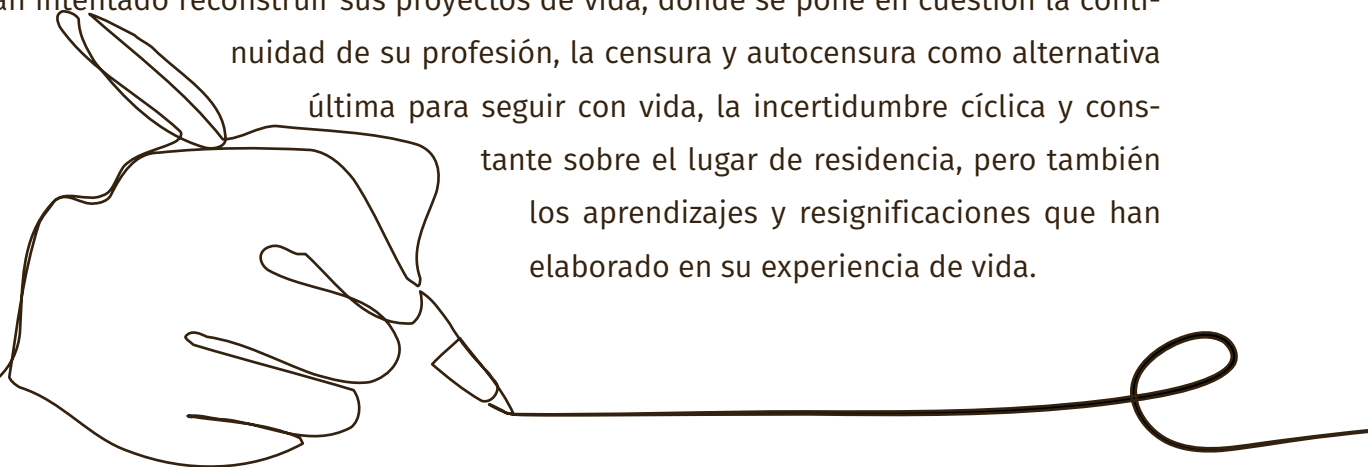 an intentado reconstruir sus proyectos de vida, donde se pone en cuestión la conti-
nuidad de su profesión, la censura y autocensura como alternativa
última para seguir con vida, la incertidumbre cíclica y cons-
tante sobre el lugar de residencia, pero también
los aprendizajes y resignificaciones que han
elaborado en su experiencia de vida.